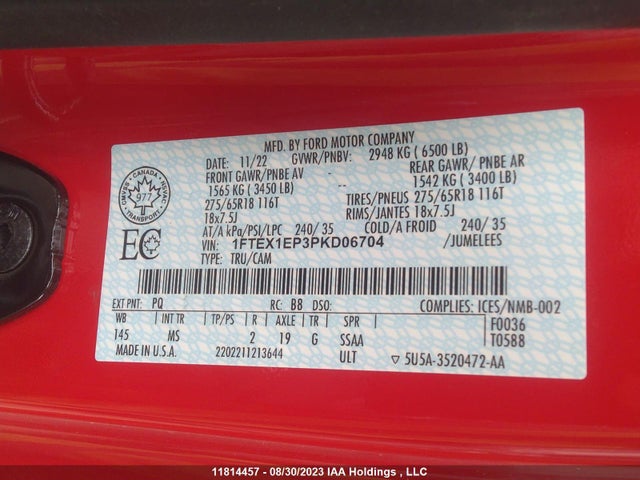 MFD. BY FORD MOTOR COMPANY
DATE: 11/22 GVWR/PNBV: 2948 KG ( 6500 LB)
FRONT GAWR/PNBE AV REAR GAWR/ PNBE AR
1565 KG ( 3450 LB) -- 1542 KG ( 3400 LB)
275/65R18 116T TIRES/PNEUS 275/65R18 116T
18x7.5J RIMS/JANTES 18x7.5J
AT/A kPa/PSI/LPC 240/ 35 COLD/A FROID 240/ 35
VIN: 1FTEX1EP3PKD06704 /JUMELEES
TYPE: TRU/CAM
CANADA
977
TRANSPORT
EC
EXT PNT: PQ RC: B8 DSO: COMPLIES: ICES/NMB-002
WB INT TR TP/PS R AXLE TR SPR F0036
145 MS 2 19 G SSAA T0588
MADE IN U.S.A. 2202211213644 ULT 5U5A-3520472-AA
11814457 - 08/30/2023 IAA Holdings , LLC